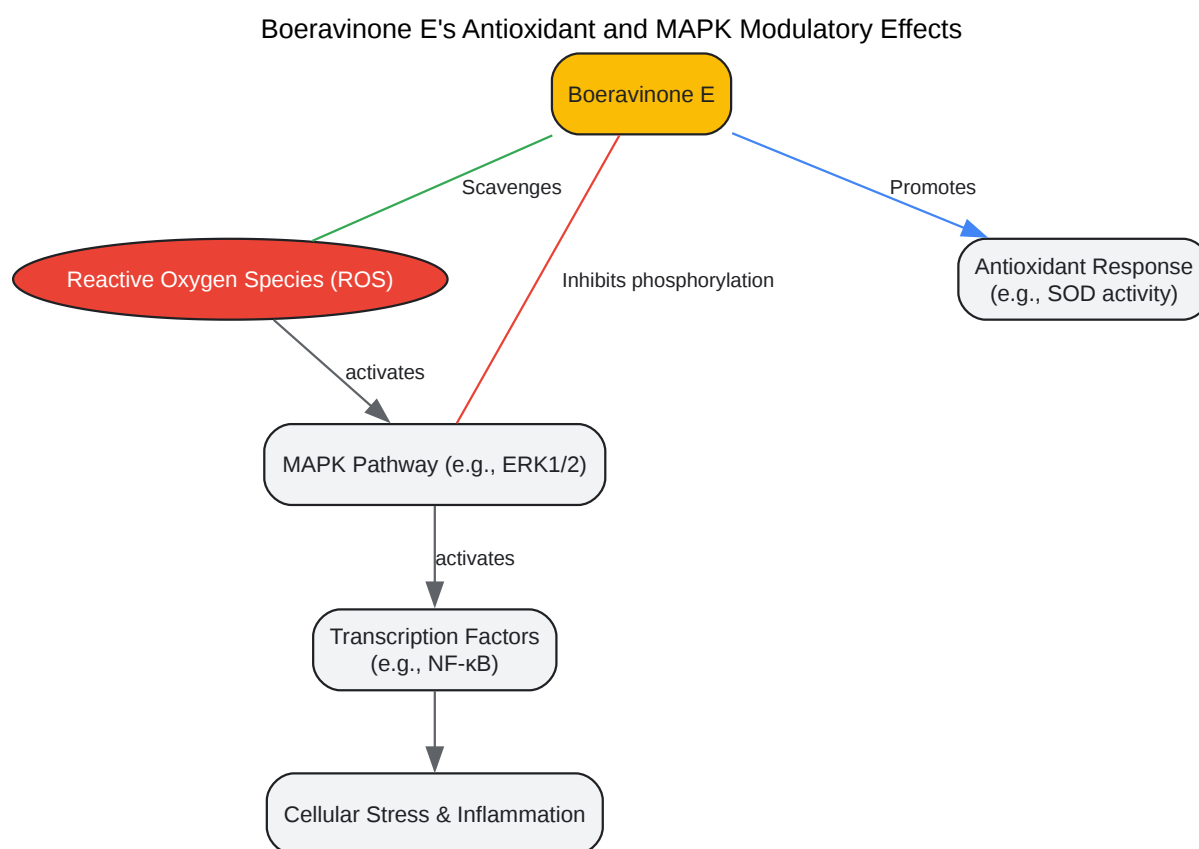 Boeravinone E's Antioxidant and MAPK Modulatory Effects
Boeravinone E
Scavenges
Promotes
Reactive Oxygen Species (ROS)
Inhibits phosphorylation
Antioxidant Response
(e.g., SOD activity)
activates
MAPK Pathway (e.g., ERK1/2)
activates
Transcription Factors
(e.g., NF-κB)
Cellular Stress & Inflammation